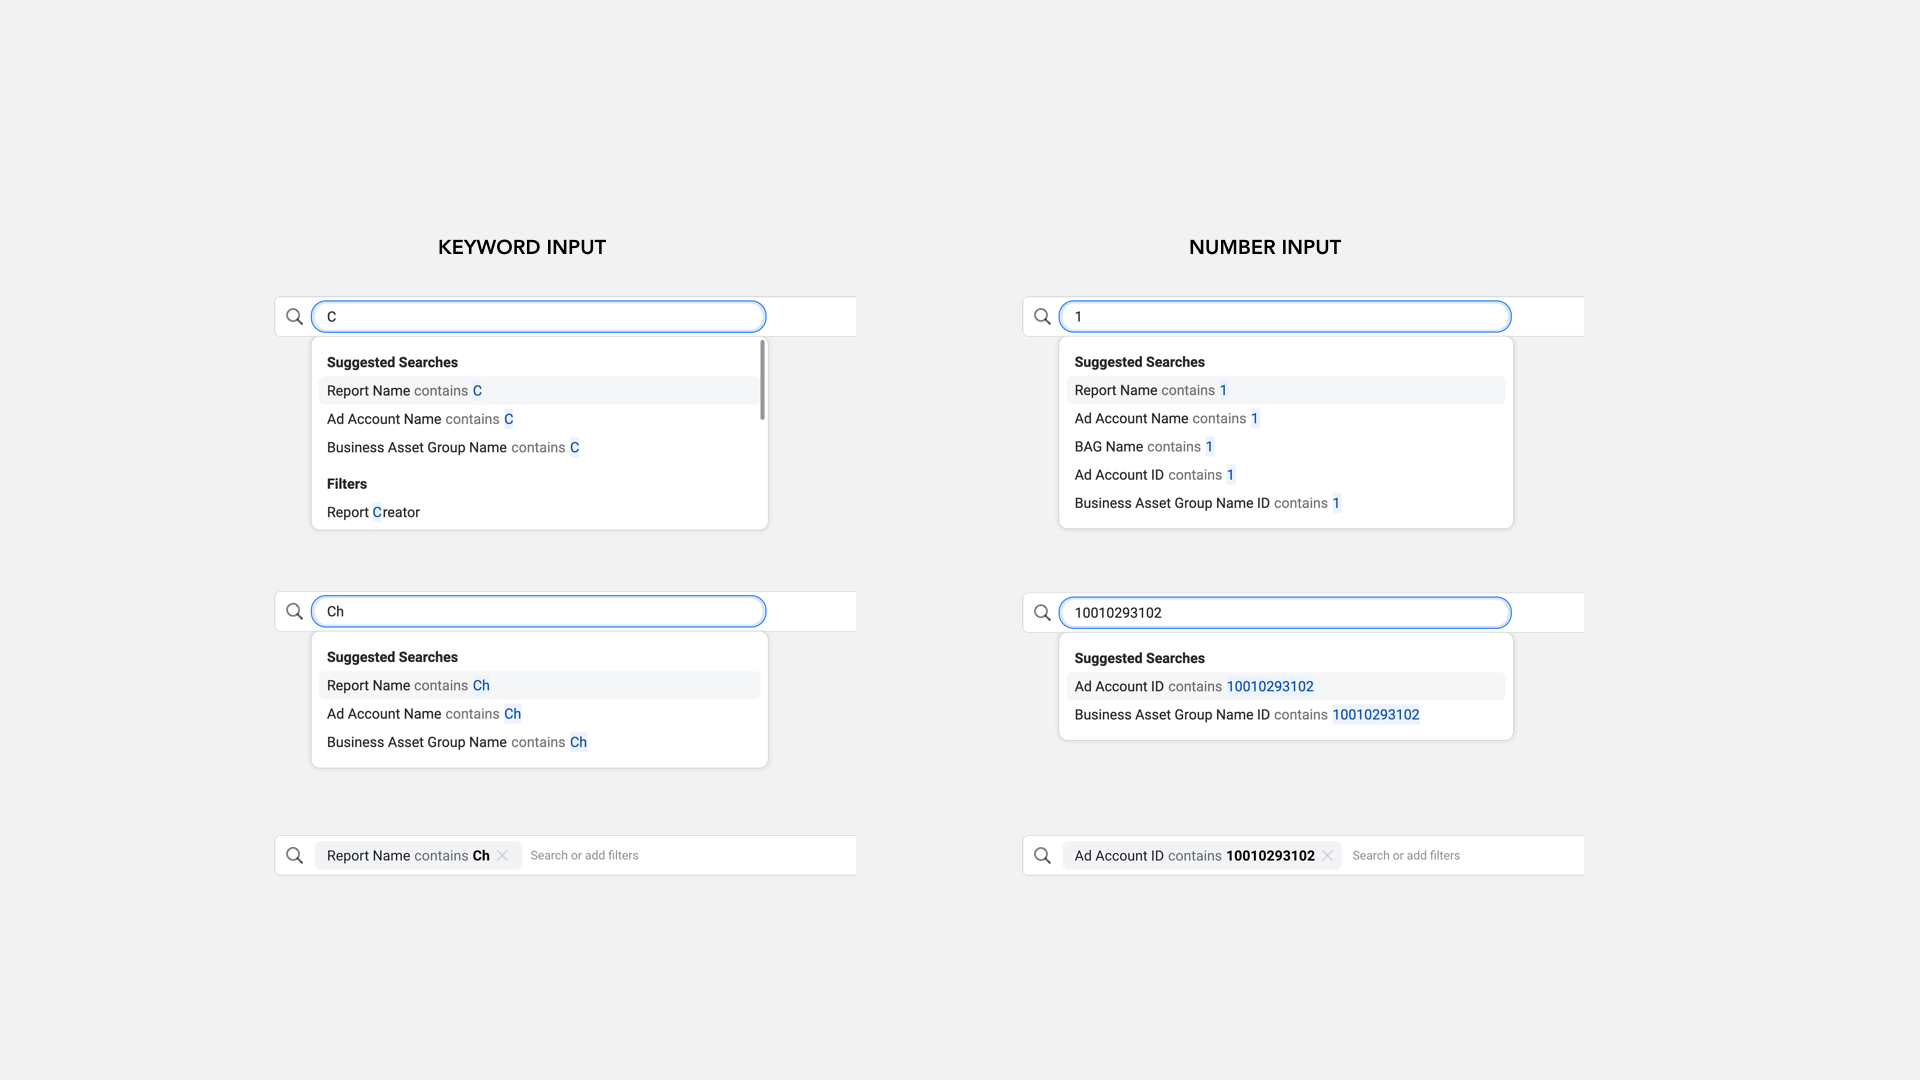 KEYWORD INPUT
C
Suggested Searches
Report Name contains C
Ad Account Name contains C
Business Asset Group Name contains C
Filters
Report Creator
Ch
Suggested Searches
Report Name contains Ch
Ad Account Name contains Ch
Business Asset Group Name contains Ch
Report Name contains Ch Search or add filters
NUMBER INPUT
1
Suggested Searches
Report Name contains 1
Ad Account Name contains 1
BAG Name contains 1
Ad Account ID contains 1
Business Asset Group Name ID contains 1
10010293102
Suggested Searches
Ad Account ID contains 10010293102
Business Asset Group Name ID contains 10010293102
Ad Account ID contains 10010293102 Search or add filters